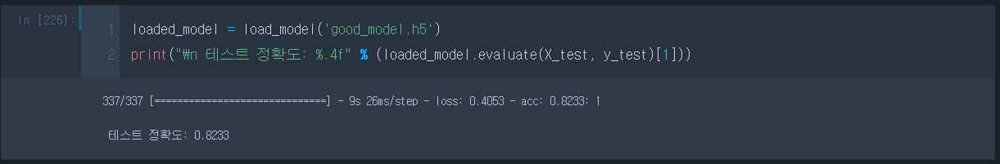 In [226]:
1 loaded_model = load_model('good_model.h5')
2 print("₩n 테스트 정확도: %.4f" % (loaded_model.evaluate(X_test, y_test)[1]))
337/337 [==============================] - 9s 26ms/step - loss: 0.4053 - acc: 0.8233: 1
테스트 정확도: 0.8233